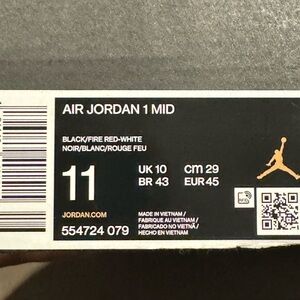 AIR JORDAN 1 MID
BLACK/FIRE RED-WHITE
NOIR/BLANC/ROUGE FEU
11
UK 10
cm 29
BR 43
EUR 45
JORDAN.COM
554724 079
MADE IN VIETNAM /
FABRIQUE AU VIETNAM /
FABRICADO NO VIETNÃ /
HECHO EN VIETNAM